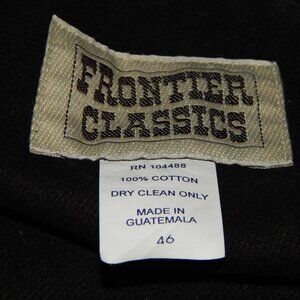 FRONTIER
CLASSICS
RN 104488
100% COTTON
DRY CLEAN ONLY
MADE IN
GUATEMALA
46